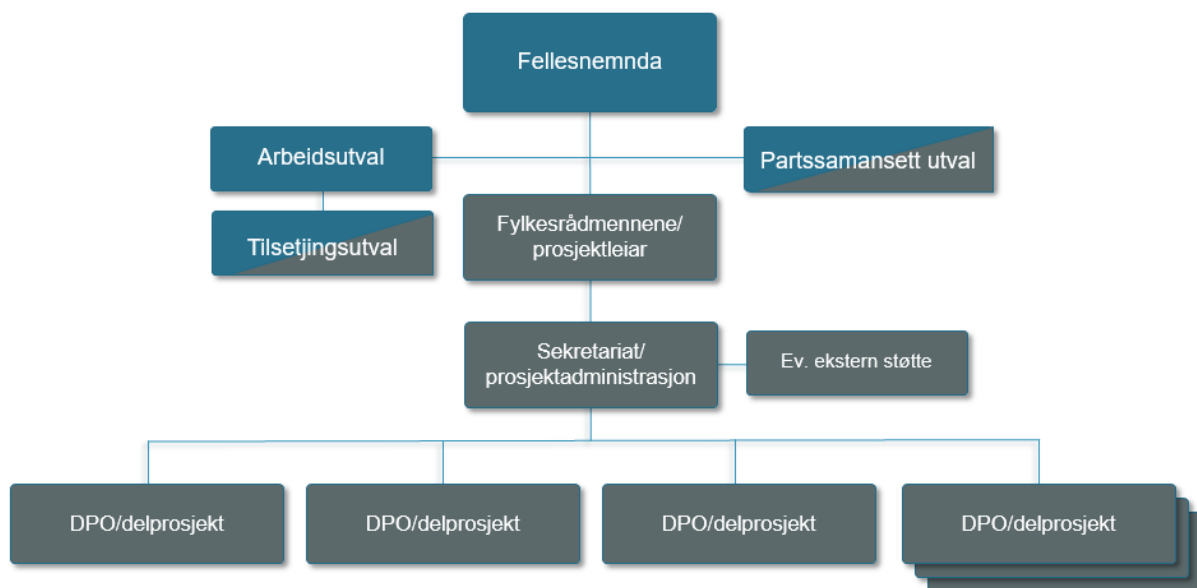 Fellesnemnda
Arbeidsutval
Partssamansett utval
Tilsetjingsutval
Fylkesrådmennene/
prosjektleiar
Sekretariat/
prosjektadministrasjon
Ev. ekstern støtte
DPO/delprosjekt
DPO/delprosjekt
DPO/delprosjekt
DPO/delprosjekt